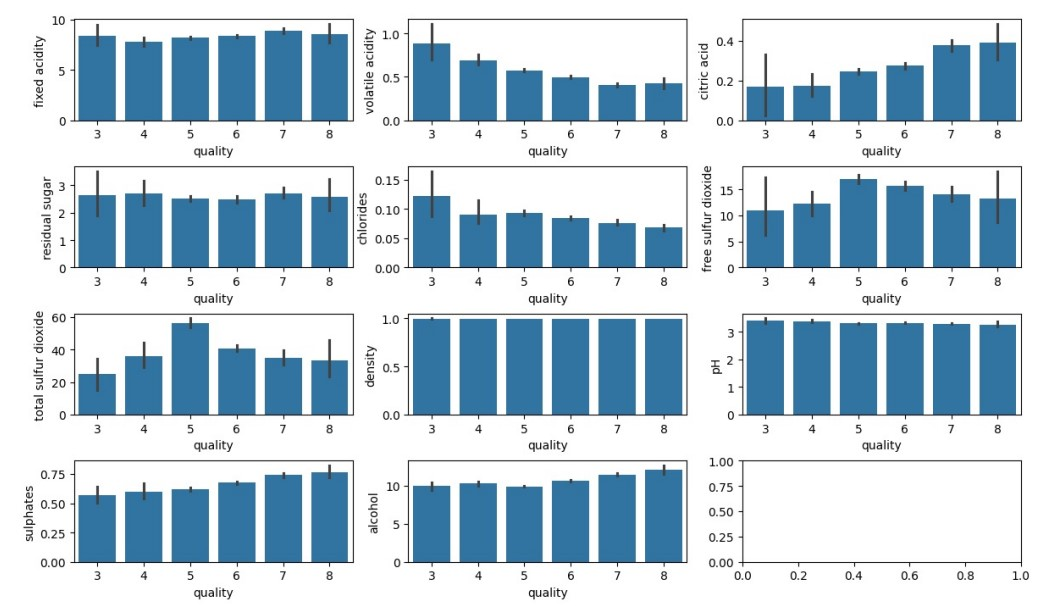 fixed acidity
10
5
0
3 4 5 6 7 8
quality
volatile acidity
1.0
0.5
0.0
3 4 5 6 7 8
quality
citric acid
0.4
0.2
0.0
3 4 5 6 7 8
quality
residual sugar
3
2
1
0
3 4 5 6 7 8
quality
chlorides
0.15
0.10
0.05
0.00
3 4 5 6 7 8
quality
free sulfur dioxide
15
10
5
0
3 4 5 6 7 8
quality
total sulfur dioxide
60
40
20
0
3 4 5 6 7 8
quality
density
1.0
0.5
0.0
3 4 5 6 7 8
quality
pH
3
2
1
0
3 4 5 6 7 8
quality
sulphates
0.75
0.50
0.25
0.00
3 4 5 6 7 8
quality
alcohol
10
5
0
3 4 5 6 7 8
quality
1.00
0.75
0.50
0.25
0.00
0.0 0.2 0.4 0.6 0.8 1.0